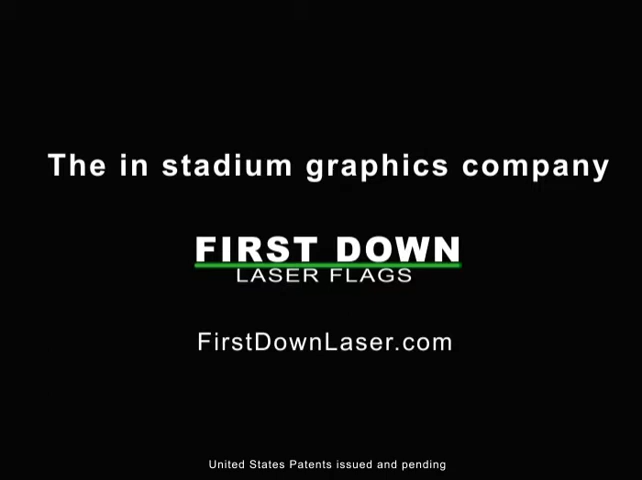 The in stadium graphics company
FIRST DOWN
LASER FLAGS
FirstDownLaser.com
United States Patents issued and pending